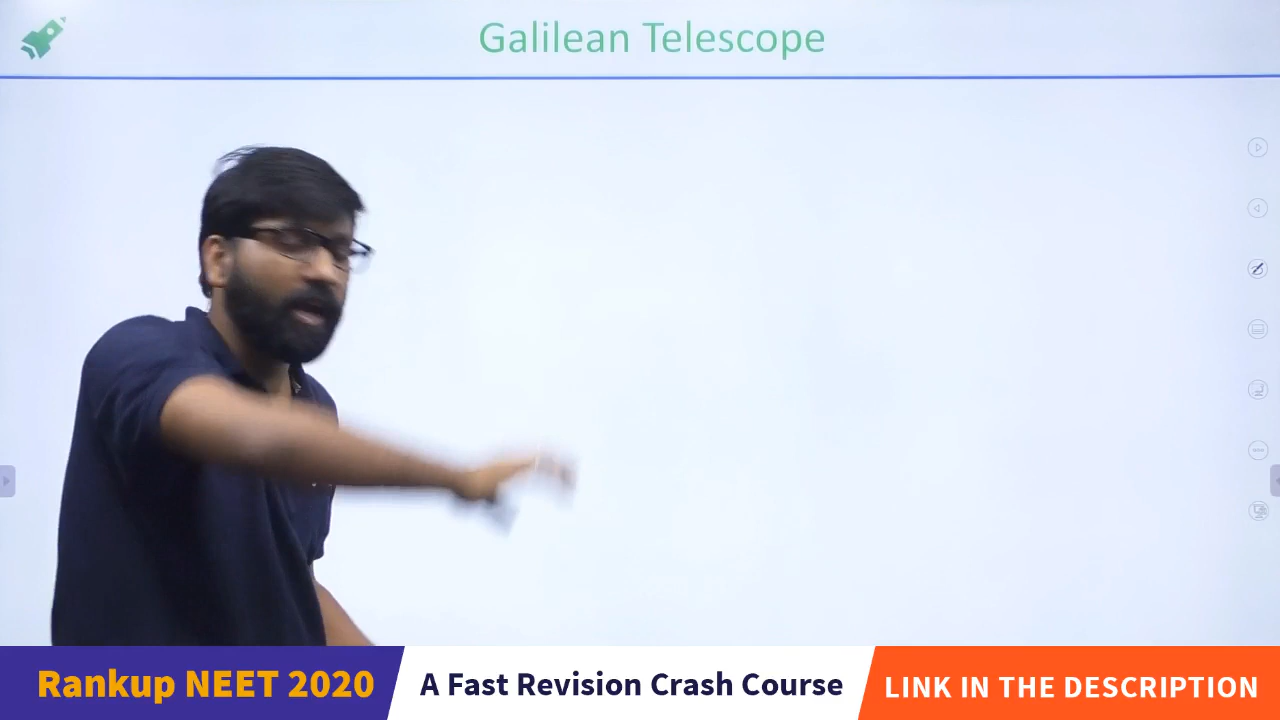 Galilean Telescope
Rankup NEET 2020
A Fast Revision Crash Course
LINK IN THE DESCRIPTION